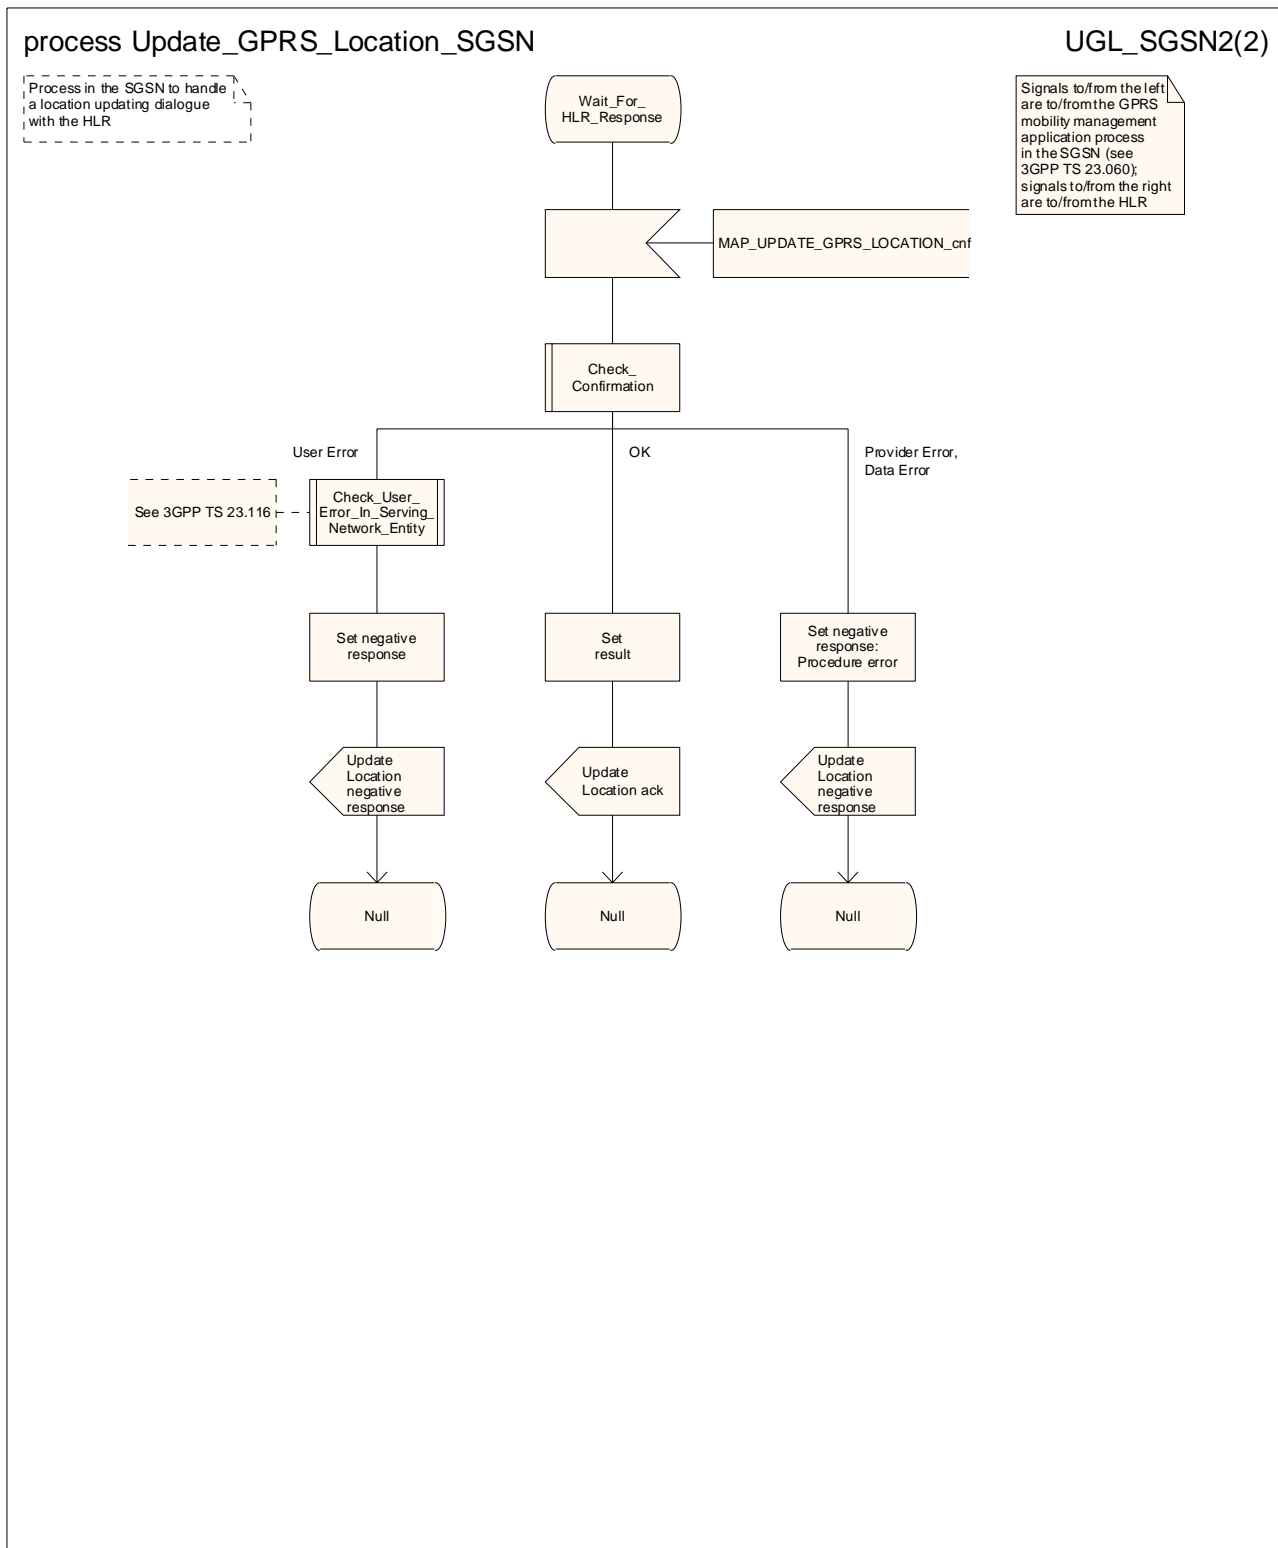 process Update_GPRS_Location_SGSN
UGL_SGSN2(2)
Process in the SGSN to handle
a location updating dialogue
with the HLR
Wait_For_
HLR_Response
Signals to/from the left
are to/from the GPRS
mobility management
application process
in the SGSN (see
3GPP TS 23.060);
signals to/from the right
are to/from the HLR
MAP_UPDATE_GPRS_LOCATION_cnf
Check_
Confirmation
User Error
OK
Provider Error,
Data Error
See 3GPP TS 23.116
Check_User_
Error_In_Serving_
Network_Entity
Set negative
response
Set
result
Set negative
response:
Procedure error
Update
Location
negative
response
Update
Location ack
Update
Location
negative
response
Null
Null
Null